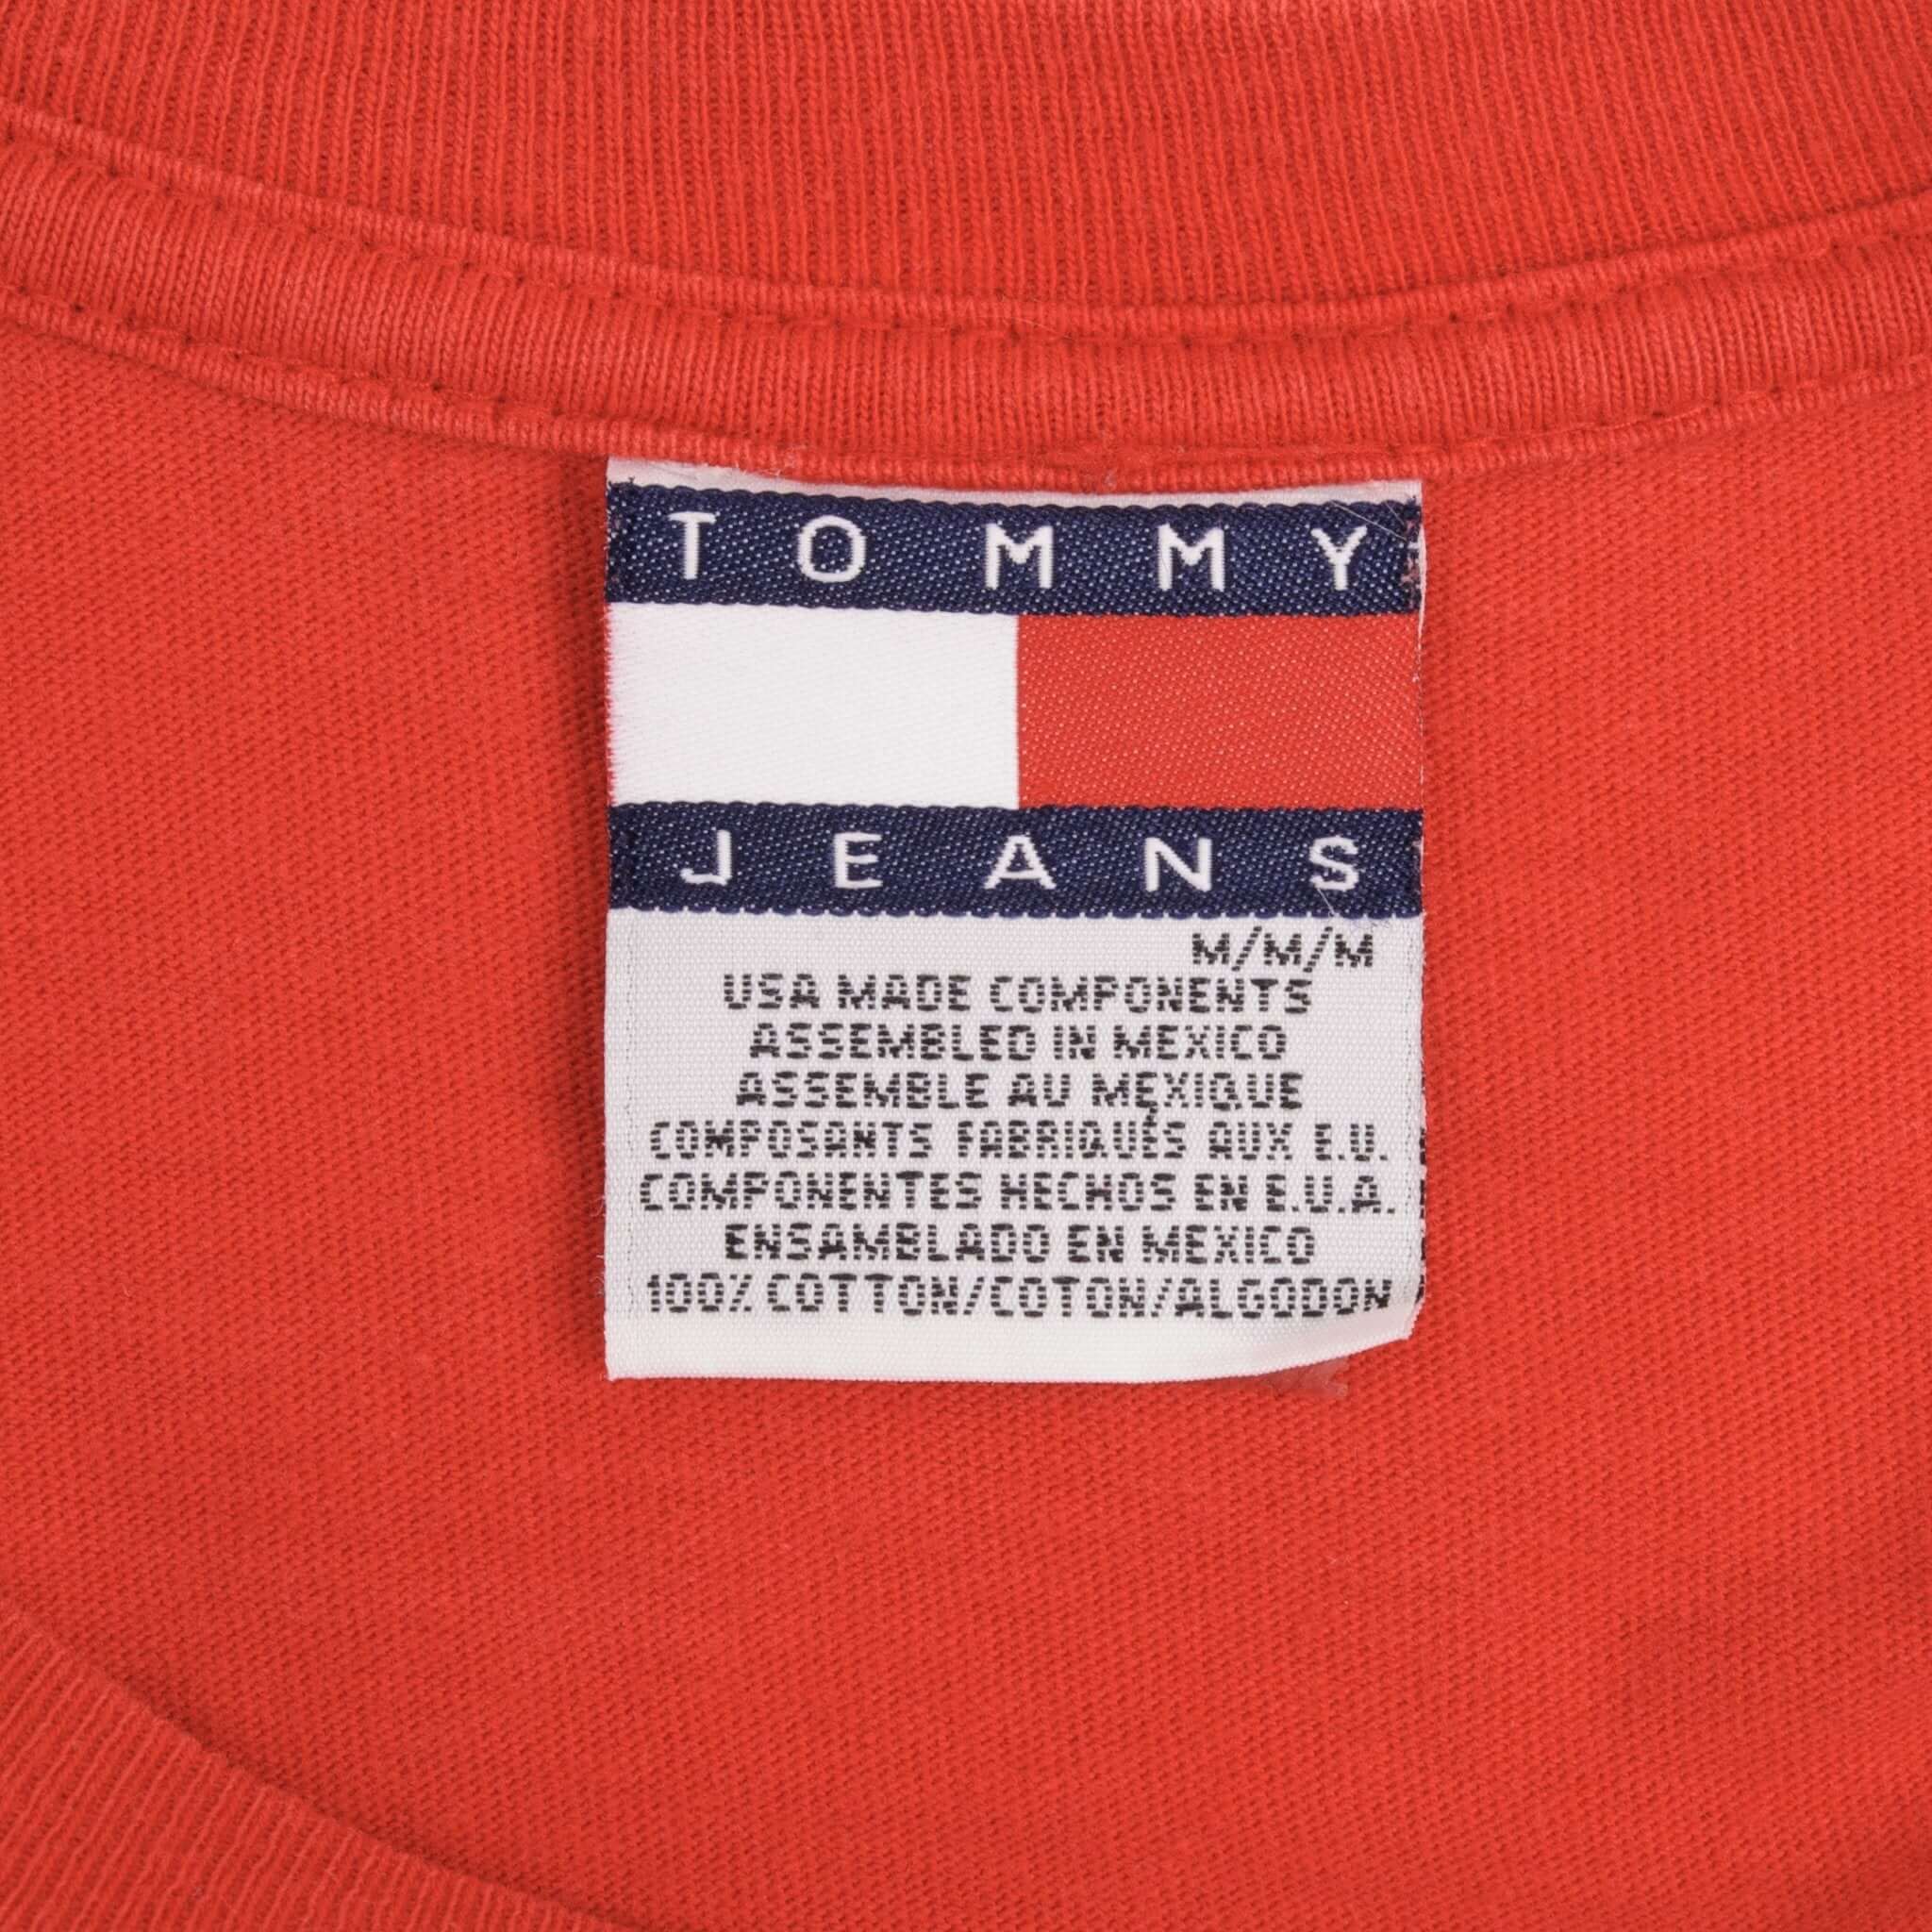 TOMMY
JEANS
M/M/M
USA MADE COMPONENTS
ASSEMBLED IN MEXICO
ASSEMBLE AU MEXIQUE
COMPOSANTS FABRIQUÉS AUX E.U.
COMPONENTES HECHOS EN E.U.A.
ENSAMBLADO EN MEXICO
100% COTTON/COTON/ALGODON